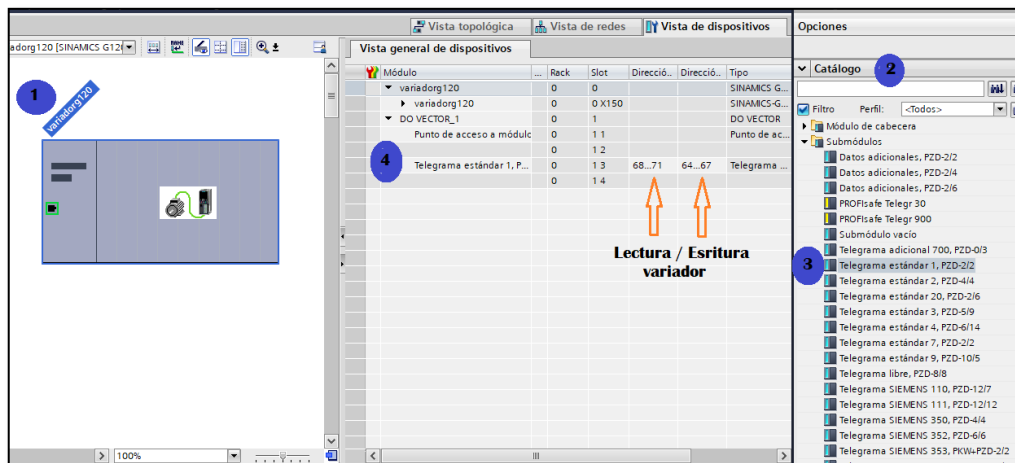 Vista topológica
Vista de redes
Vista de dispositivos
Opciones
adorg120 [SINAMICS G12
Vista general de dispositivos
Catálogo
2
1
variadorg120
Módulo ... Rack Slot Direcció... Direcció... Tipo
variadorg120 0 0 SINAMICS G...
variadorg120 0 0 X150 SINAMICS-G...
DO VECTOR_1 0 1 DO VECTOR
Punto de acceso a módulo 0 1 1 Punto de ac...
0 1 2
4
Telegrama estándar 1, P... 0 1 3 68...71 64...67 Telegrama ...
0 1 4
Lectura / Esritura
variador
Filtro Perfil: <Todos>
Módulo de cabecera
Submódulos
Datos adicionales, PZD-2/2
Datos adicionales, PZD-2/4
Datos adicionales, PZD-2/6
PROFIsafe Telegr 30
PROFIsafe Telegr 900
Submódulo vacío
Telegrama adicional 700, PZD-0/3
3
Telegrama estándar 1, PZD-2/2
Telegrama estándar 2, PZD-4/4
Telegrama estándar 20, PZD-2/6
Telegrama estándar 3, PZD-5/9
Telegrama estándar 4, PZD-6/14
Telegrama estándar 7, PZD-2/2
Telegrama estándar 9, PZD-10/5
Telegrama libre, PZD-8/8
Telegrama SIEMENS 110, PZD-12/7
Telegrama SIEMENS 111, PZD-12/12
Telegrama SIEMENS 350, PZD-4/4
Telegrama SIEMENS 352, PZD-6/6
Telegrama SIEMENS 353, PKW+PZD-2/2
100%